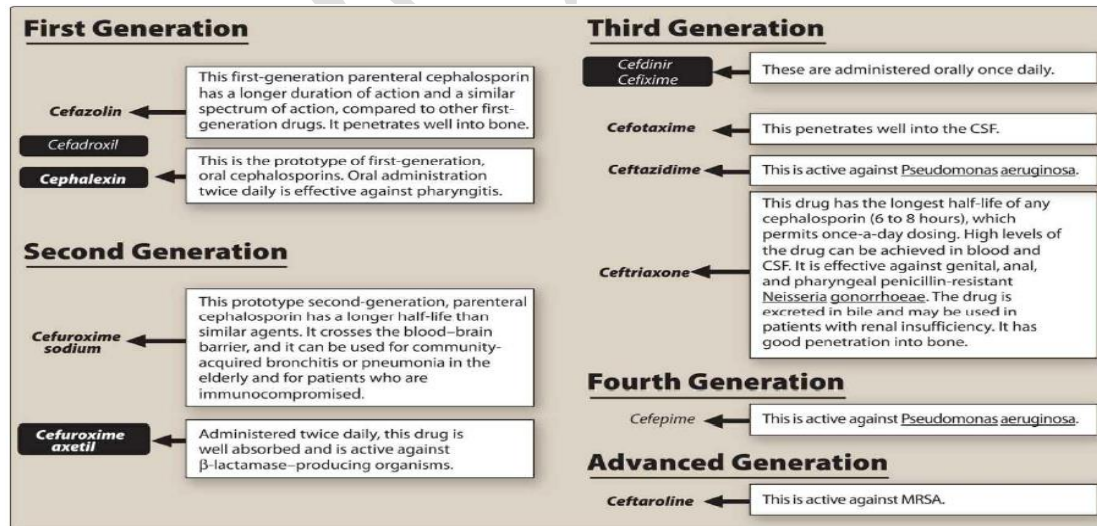 First Generation
Cefazolin
This first-generation parenteral cephalosporin
has a longer duration of action and a similar
spectrum of action, compared to other first-
generation drugs. It penetrates well into bone.
Cefadroxil
Cephalexin
This is the prototype of first-generation,
oral cephalosporins. Oral administration
twice daily is effective against pharyngitis.
Second Generation
Cefuroxime
sodium
This prototype second-generation, parenteral
cephalosporin has a longer half-life than
similar agents. It crosses the blood–brain
barrier, and it can be used for community-
acquired bronchitis or pneumonia in the
elderly and for patients who are
immunocompromised.
Cefuroxime
axetil
Administered twice daily, this drug is
well absorbed and is active against
β-lactamase–producing organisms.
Third Generation
Cefdinir
Cefixime
These are administered orally once daily.
Cefotaxime
This penetrates well into the CSF.
Ceftazidime
This is active against Pseudomonas aeruginosa.
Ceftriaxone
This drug has the longest half-life of any
cephalosporin (6 to 8 hours), which
permits once-a-day dosing. High levels of
the drug can be achieved in blood and
CSF. It is effective against genital, anal,
and pharyngeal penicillin-resistant
Neisseria gonorrhoeae. The drug is
excreted in bile and may be used in
patients with renal insufficiency. It has
good penetration into bone.
Fourth Generation
Cefepime
This is active against Pseudomonas aeruginosa.
Advanced Generation
Ceftaroline
This is active against MRSA.